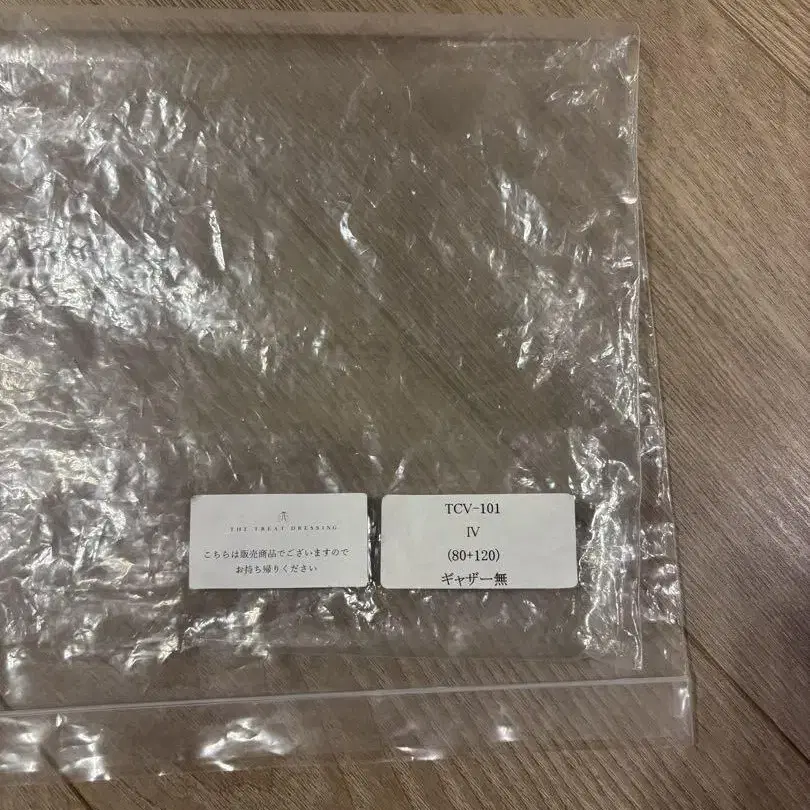 THE TREAT DRESSING
こちらは販売商品でございますので
お持ち帰りください
TCV-101
IV
(80+120)
ギャザー無